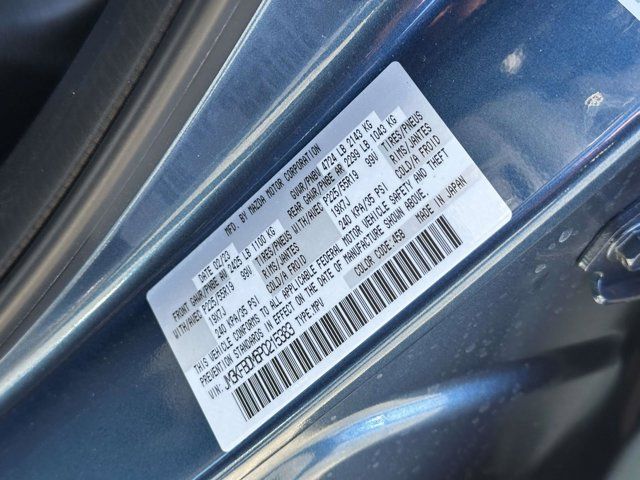 MFD. BY MAZDA MOTOR CORPORATION
DATE 02/23 GVWR/PNBV 4724 LB 2143 KG
FRONT GAWR/PNBE AV 2425 LB 1100 KG REAR GAWR/PNBE AR 2299 LB 1043 KG
WITH/AVEC P225/55R19 99V TIRES/PNEUS WITH/AVEC P225/55R19 99V TIRES/PNEUS
19X7J RIMS/JANTES 19X7J RIMS/JANTES
240 KPA/35 PSI COLD/A FROID 240 KPA/35 PSI COLD/A FROID
THIS VEHICLE CONFORMS TO ALL APPLICABLE FEDERAL MOTOR VEHICLE SAFETY AND THEFT
PREVENTION STANDARDS IN EFFECT ON THE DATE OF MANUFACTURE SHOWN ABOVE.
VIN: TYPE:MPV COLOR CODE:45B MADE IN JAPAN